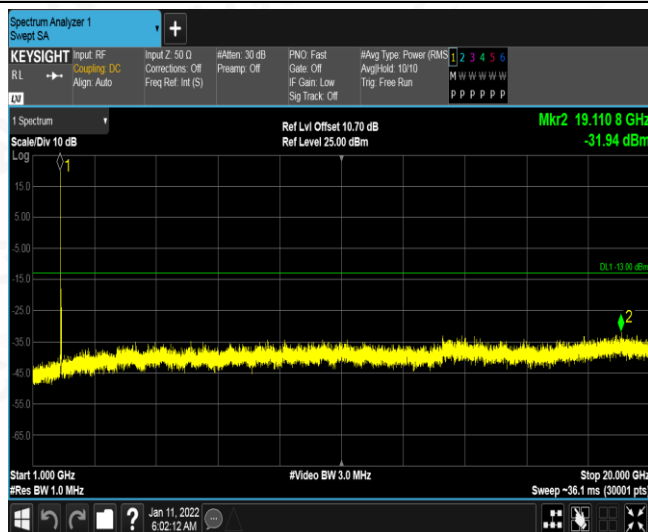 Spectrum Analyzer 1
Swept SA
+
KEYSIGHT Input: RF Input Z: 50 Ω #Atten: 30 dB PNO: Fast #Avg Type: Power (RMS 1 2 3 4 5 6
RL Coupling: DC Corrections: Off Preamp: Off Gate: Off Avg|Hold: 10/10 M W W W W W
Align: Auto Freq Ref: Int (S) IF Gain: Low Trig: Free Run
Sig Track: Off P P P P P P
LXI
1 Spectrum Ref Lvl Offset 10.70 dB Mkr2 19.110 8 GHz
Scale/Div 10 dB Ref Level 25.00 dBm -31.94 dBm
Log
1
15.0
5.00
-5.00
DL1 -13.00 dBm
-15.0
-25.0
2
-35.0
-45.0
-55.0
-65.0
Start 1.000 GHz #Video BW 3.0 MHz Stop 20.000 GHz
#Res BW 1.0 MHz Sweep ~36.1 ms (30001 pts)
? Jan 11, 2022
6:02:12 AM